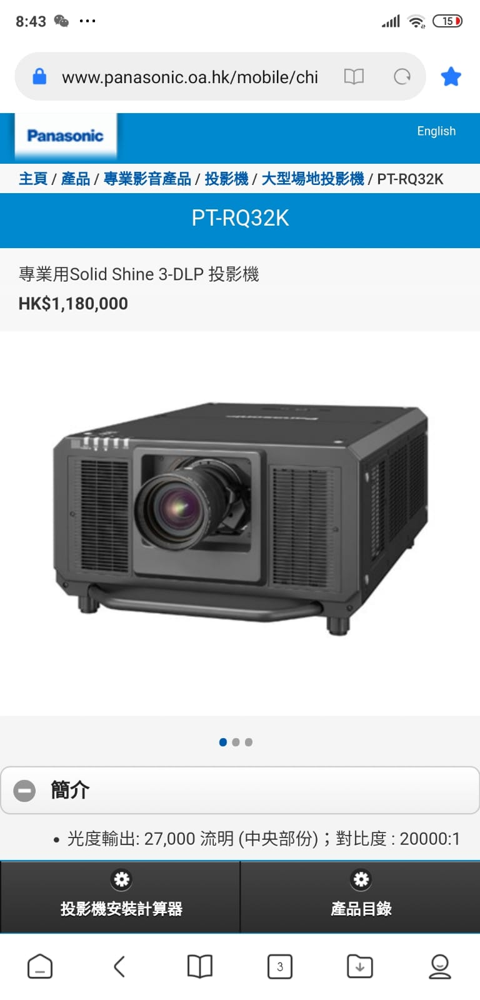 8:43
15
www.panasonic.oa.hk/mobile/chi
Panasonic
English
主頁 / 產品 / 專業影音產品 / 投影機 / 大型場地投影機 / PT-RQ32K
PT-RQ32K
專業用Solid Shine 3-DLP 投影機
HK$1,180,000
Panasonic
簡介
• 光度輸出: 27,000 流明 (中央部份)；對比度 : 20000:1
投影機安裝計算器
產品目錄
3